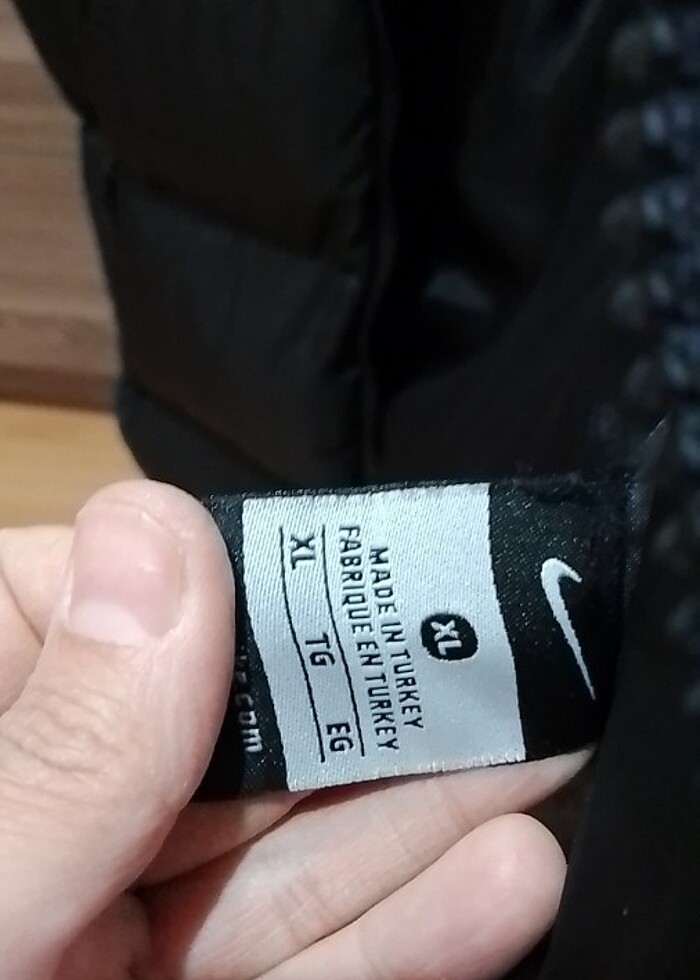 XL
MADE IN TURKEY
FABRIQUE EN TURKEY
XL TG EG